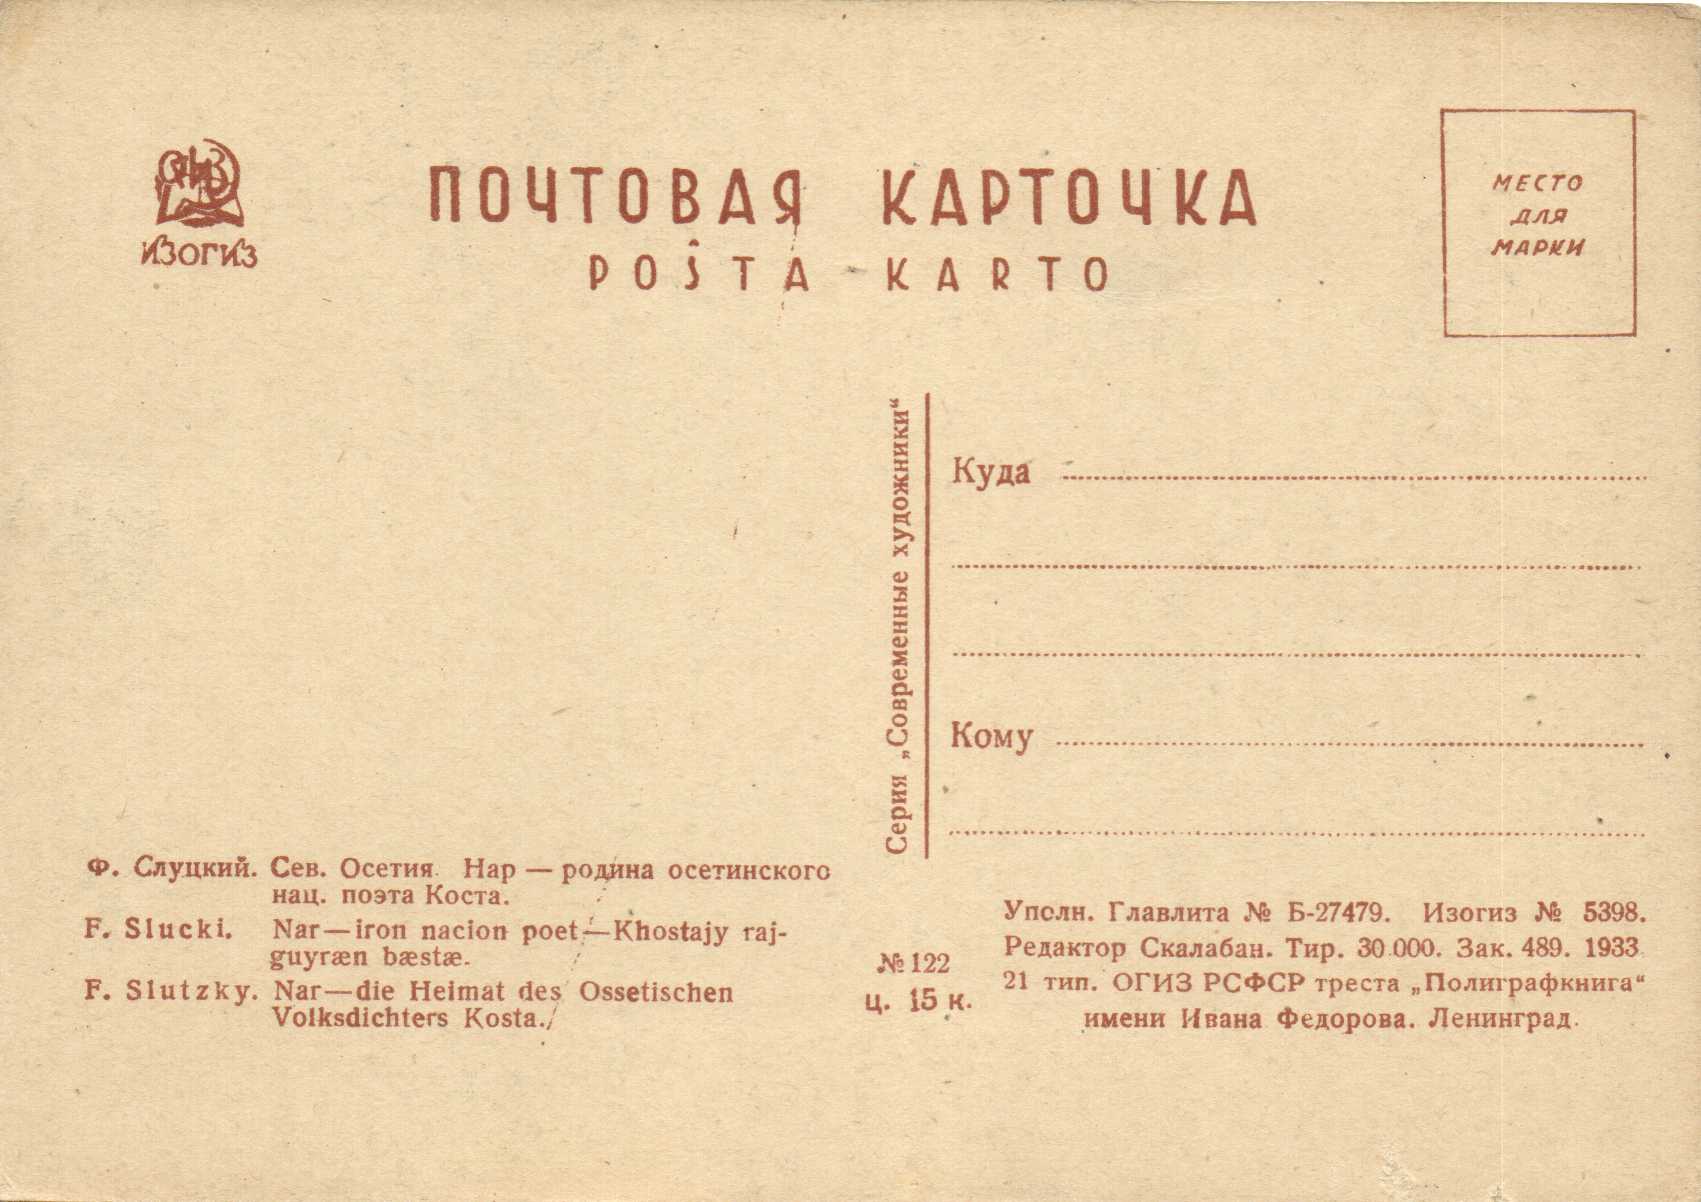 ОГИЗ
ИЗОГИЗ
ПОЧТОВАЯ КАРТОЧКА
POŜTA-KARTO
МЕСТО
ДЛЯ
МАРКИ
Серия „Современные художники“
Куда
Кому
Ф. Слуцкий. Сев. Осетия. Нар — родина осетинского
нац. поэта Коста.
F. Slucki. Nar—iron nacion poet—Khostajy raj-
guyræn bæstæ.
F. Slutzky. Nar—die Heimat des Ossetischen
Volksdichters Kosta.
№ 122
ц. 15 к.
Уполн. Главлита № Б-27479. Изогиз № 5398.
Редактор Скалабан. Тир. 30.000. Зак. 489. 1933.
21 тип. ОГИЗ РСФСР треста „Полиграфкнига“
имени Ивана Федорова. Ленинград.